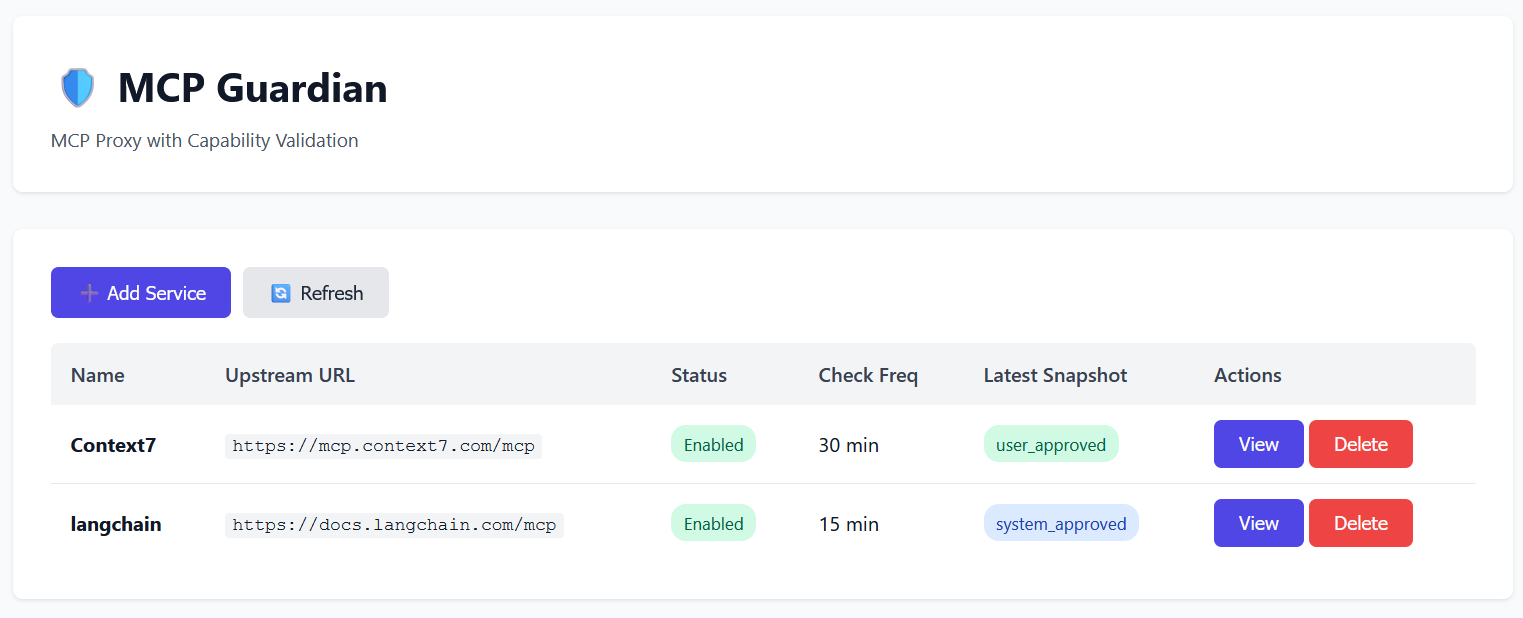 MCP Guardian
MCP Proxy with Capability Validation
Add Service Refresh
Name Upstream URL Status Check Freq Latest Snapshot Actions
Context7 https://mcp.context7.com/mcp Enabled 30 min user_approved View Delete
langchain https://docs.langchain.com/mcp Enabled 15 min system_approved View Delete